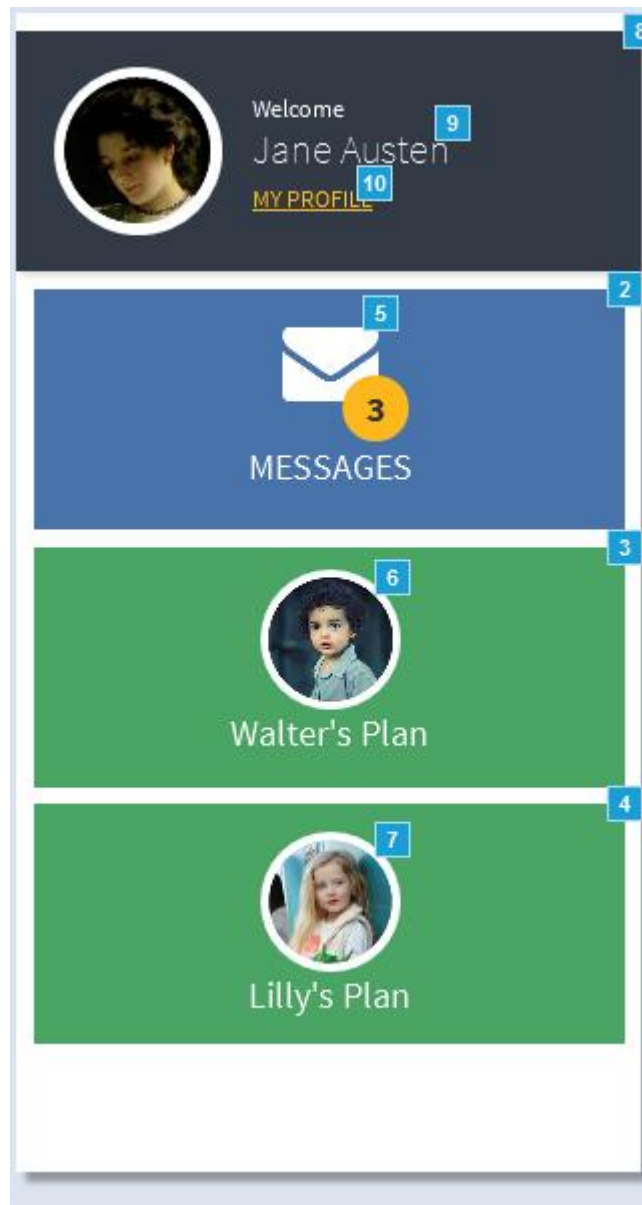 8
Welcome
9
Jane Austen
10
MY PROFILE
2
5
3
MESSAGES
3
6
Walter's Plan
4
7
Lilly's Plan